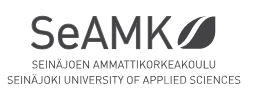 SeAMK
SEINÄJOEN AMMATTIKORKEAKOULU
SEINÄJOKI UNIVERSITY OF APPLIED SCIENCES